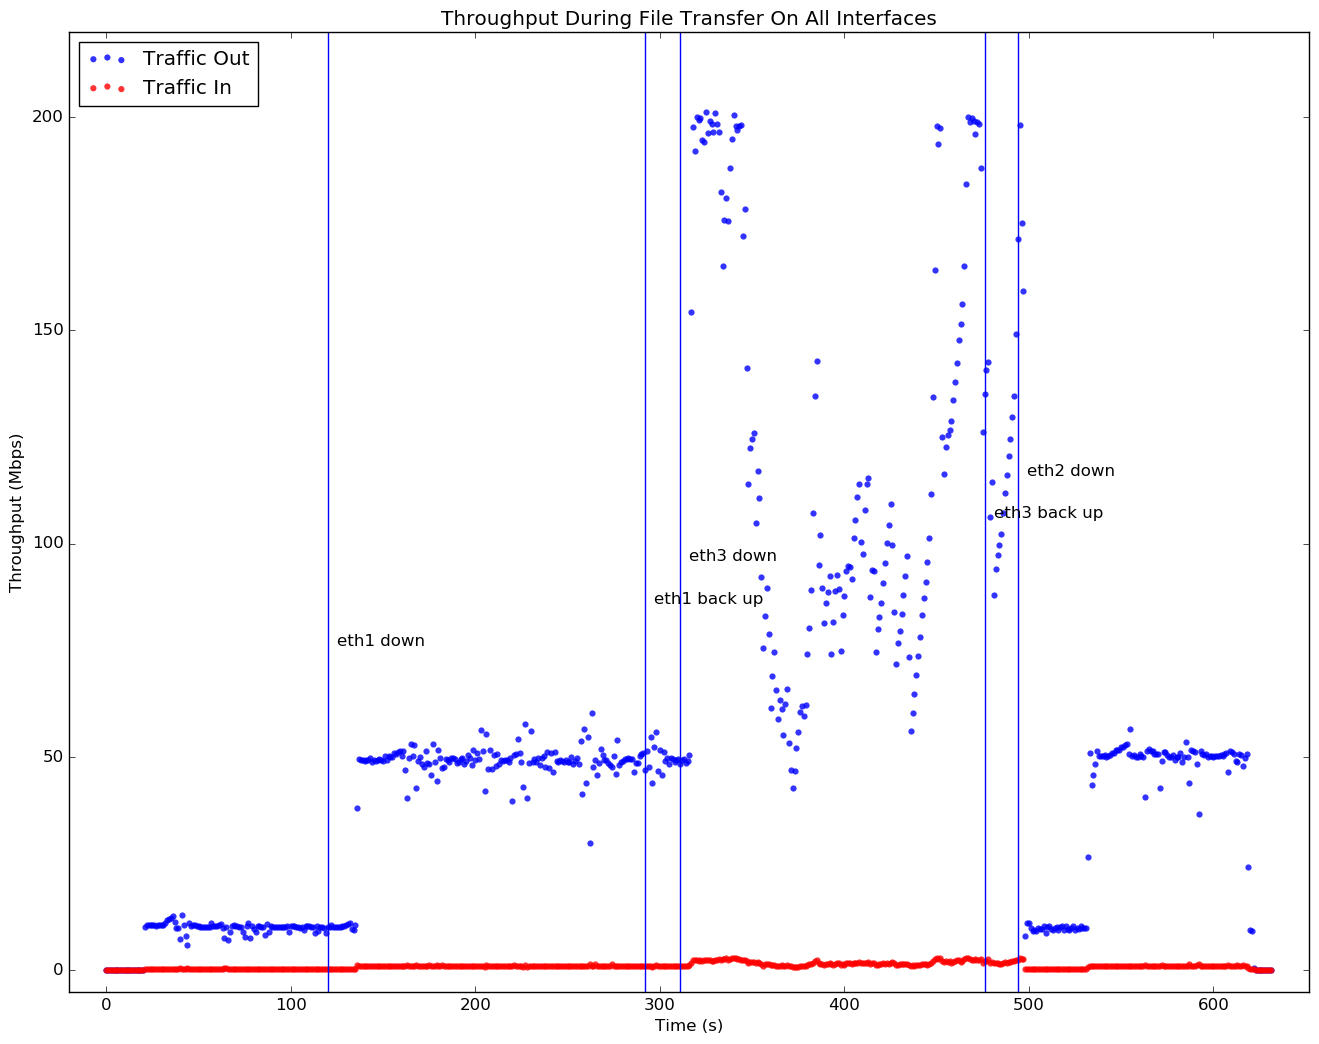 Throughput During File Transfer On All Interfaces
Traffic Out
Traffic In
Throughput (Mbps)
200
150
100
50
0
eth2 down
eth3 back up
eth3 down
eth1 back up
eth1 down
0 100 200 300 400 500 600
Time (s)